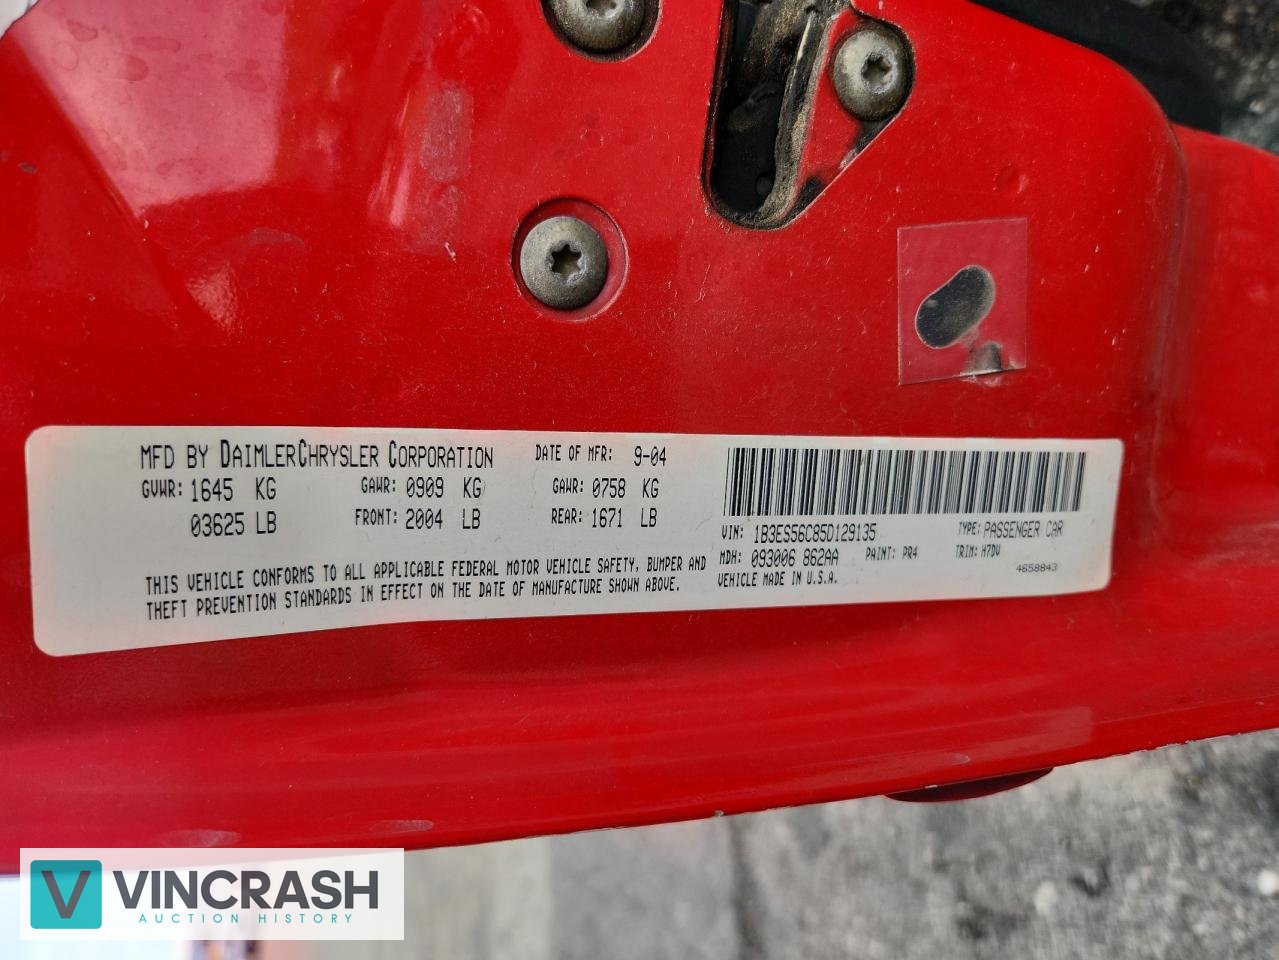 MFD BY DAIMLERCHRYSLER CORPORATION DATE OF MFR: 9-04
GVWR: 1645 KG GAWR: 0909 KG GAWR: 0758 KG
03625 LB FRONT: 2004 LB REAR: 1671 LB
THIS VEHICLE CONFORMS TO ALL APPLICABLE FEDERAL MOTOR VEHICLE SAFETY, BUMPER AND
THEFT PREVENTION STANDARDS IN EFFECT ON THE DATE OF MANUFACTURE SHOWN ABOVE.
VIN: 1B3ES56C85D129135 TYPE: PASSENGER CAR
MDH: 093006 862AA PAINT: PR4 TRIM: H7DV
VEHICLE MADE IN U.S.A. 4658843
V VINCRASH
AUCTION HISTORY